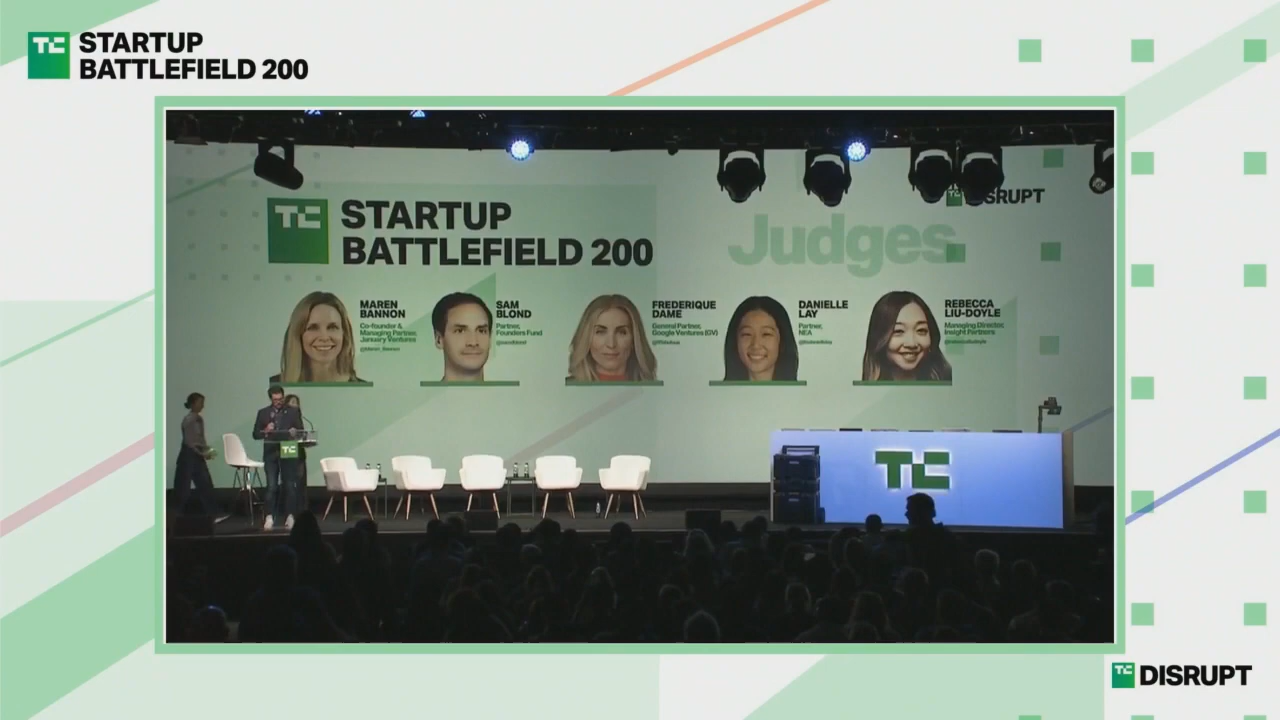 TC STARTUP
BATTLEFIELD 200
TC DISRUPT
TC STARTUP
BATTLEFIELD 200
Judges
MAREN
BANNON
Co-founder &
Managing Partner,
January Ventures
SAM
BLOND
Partner,
Founders Fund
FREDERIQUE
DAME
General Partner,
Google Ventures (GV)
DANIELLE
LAY
Partner,
NEA
REBECCA
LIU-DOYLE
Managing Director,
Insight Partners
TC
TC
TC DISRUPT